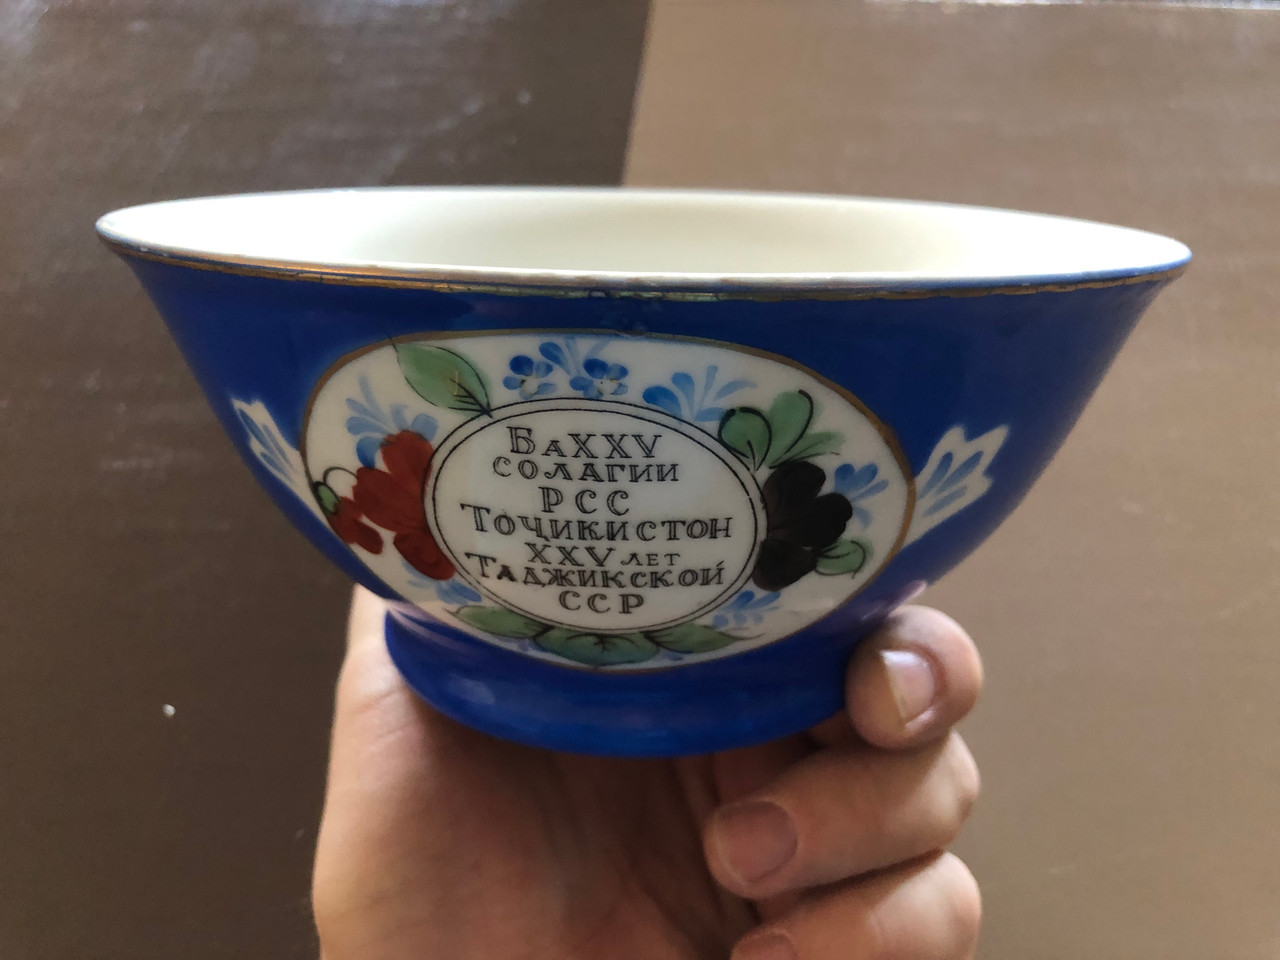 БаXXV
СОЛАГИИ
РСС
ТОҶИКИСТОН
XXV ЛЕТ
ТАДЖИКСКОЙ
ССР